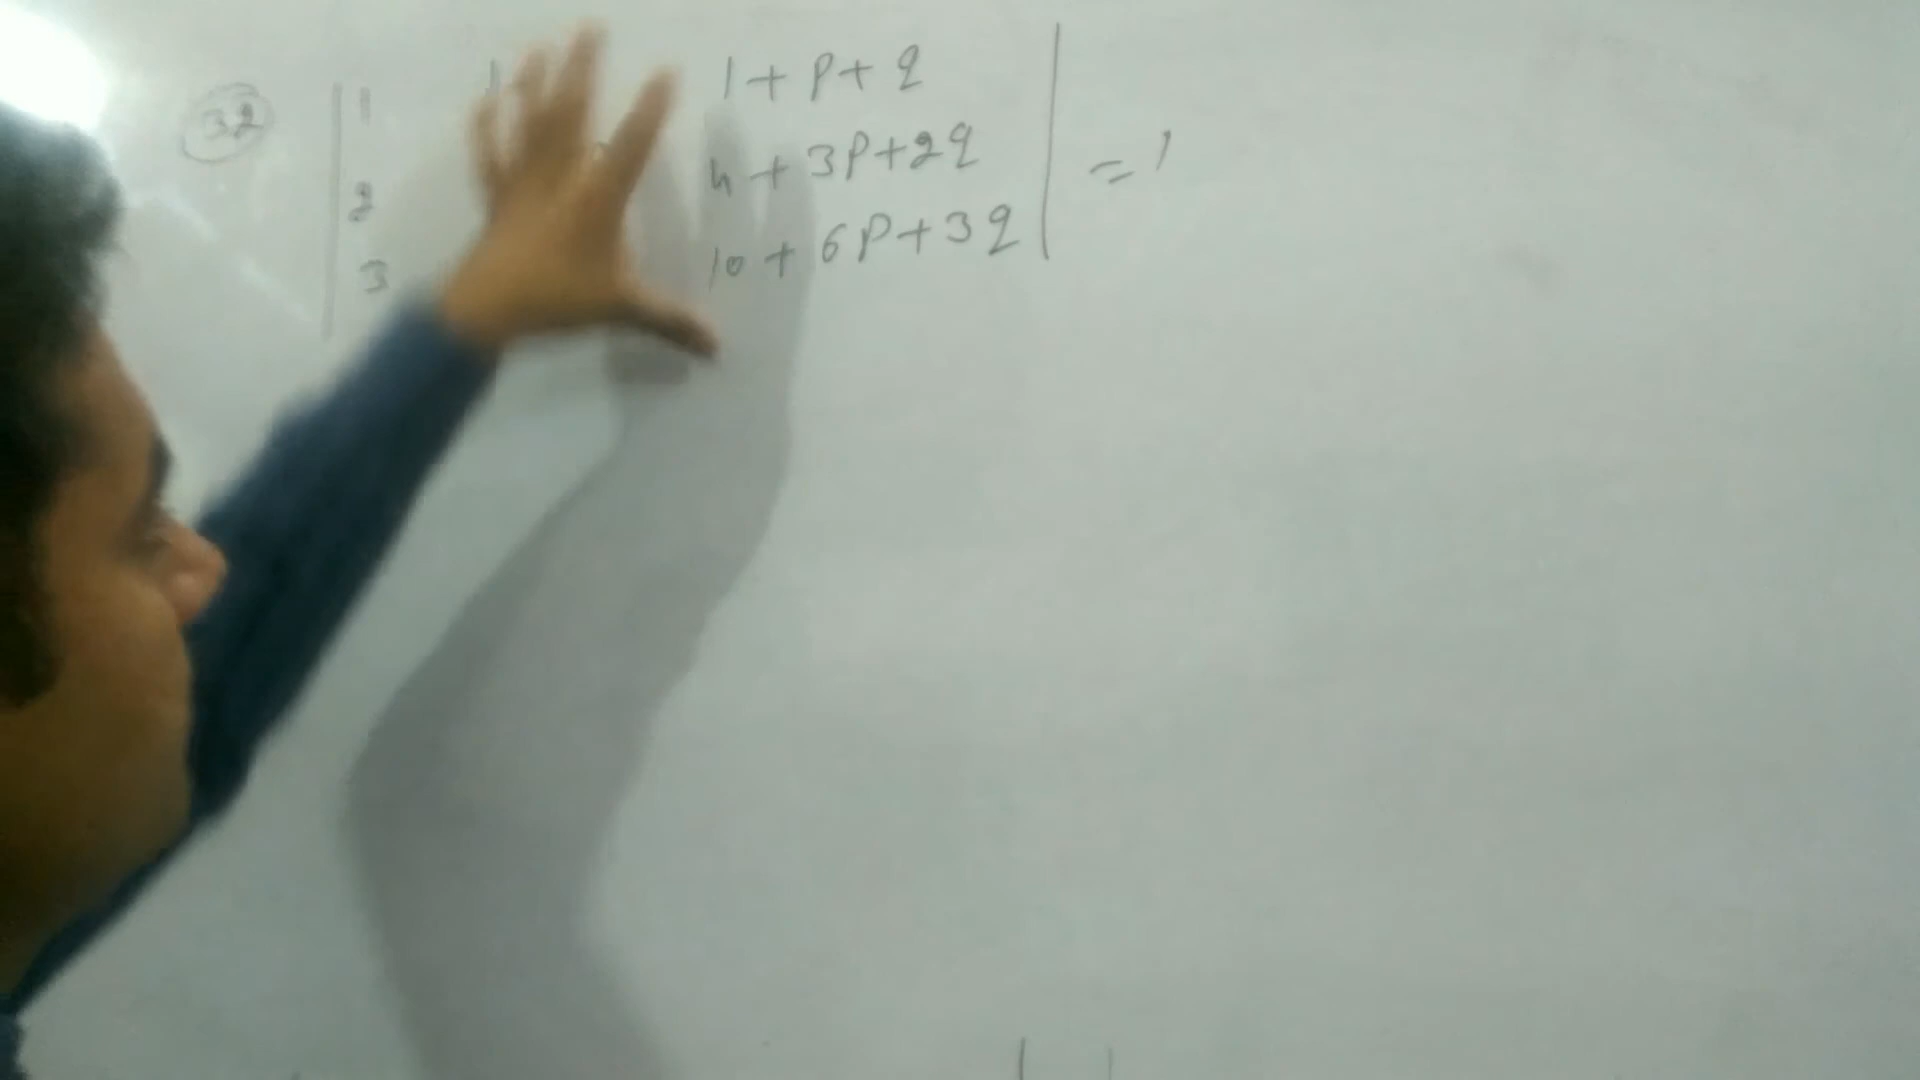 32 | 1 1 1+p+q |
2 4+3p+2q | = 1
3 10+6p+3q |